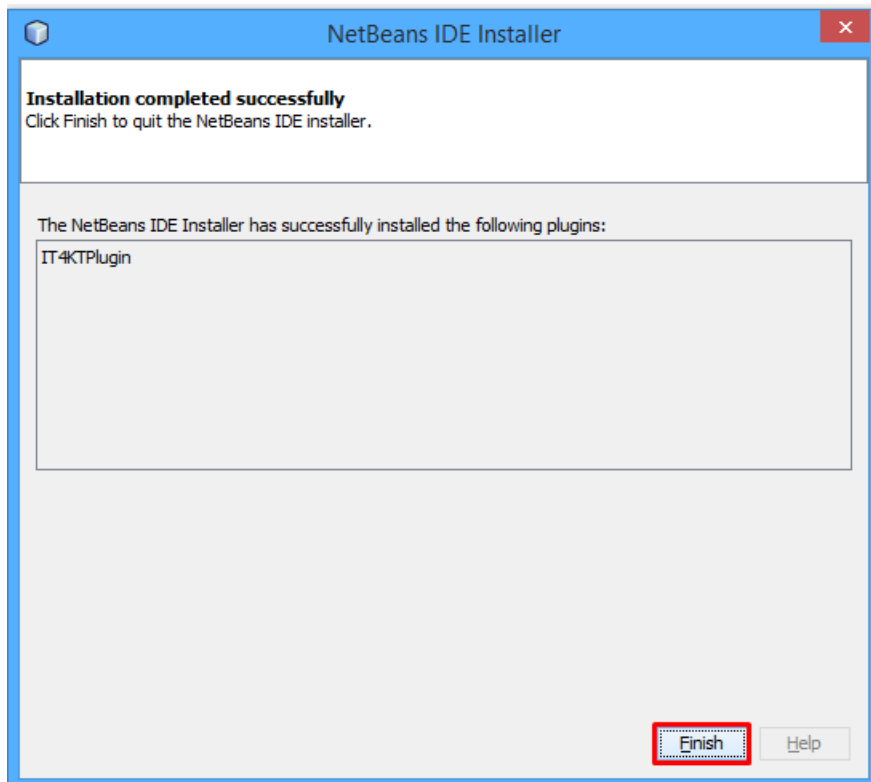 NetBeans IDE Installer
Installation completed successfully
Click Finish to quit the NetBeans IDE installer.
The NetBeans IDE Installer has successfully installed the following plugins:
IT4KTPlugin
Finish
Help